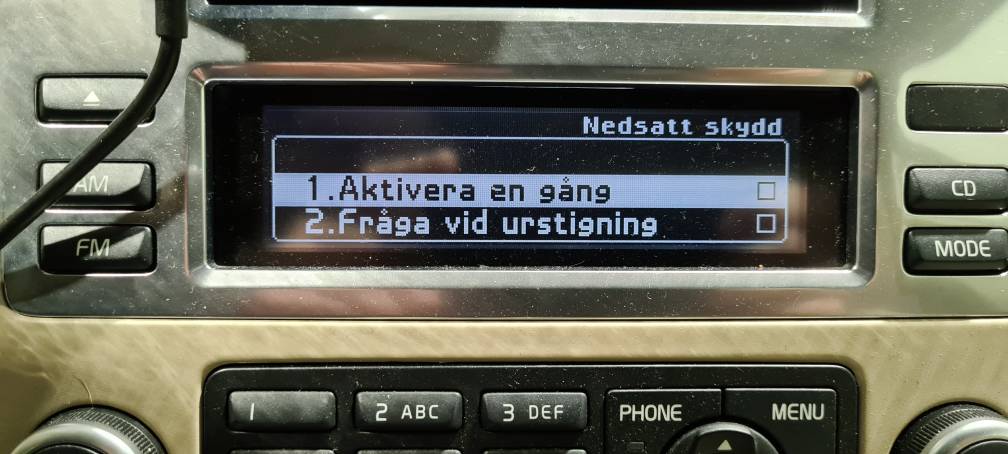 Nedsatt skydd
1.Aktivera en gång
2.Fråga vid urstigning
AM
FM
CD
MODE
1
2 ABC
3 DEF
PHONE
MENU